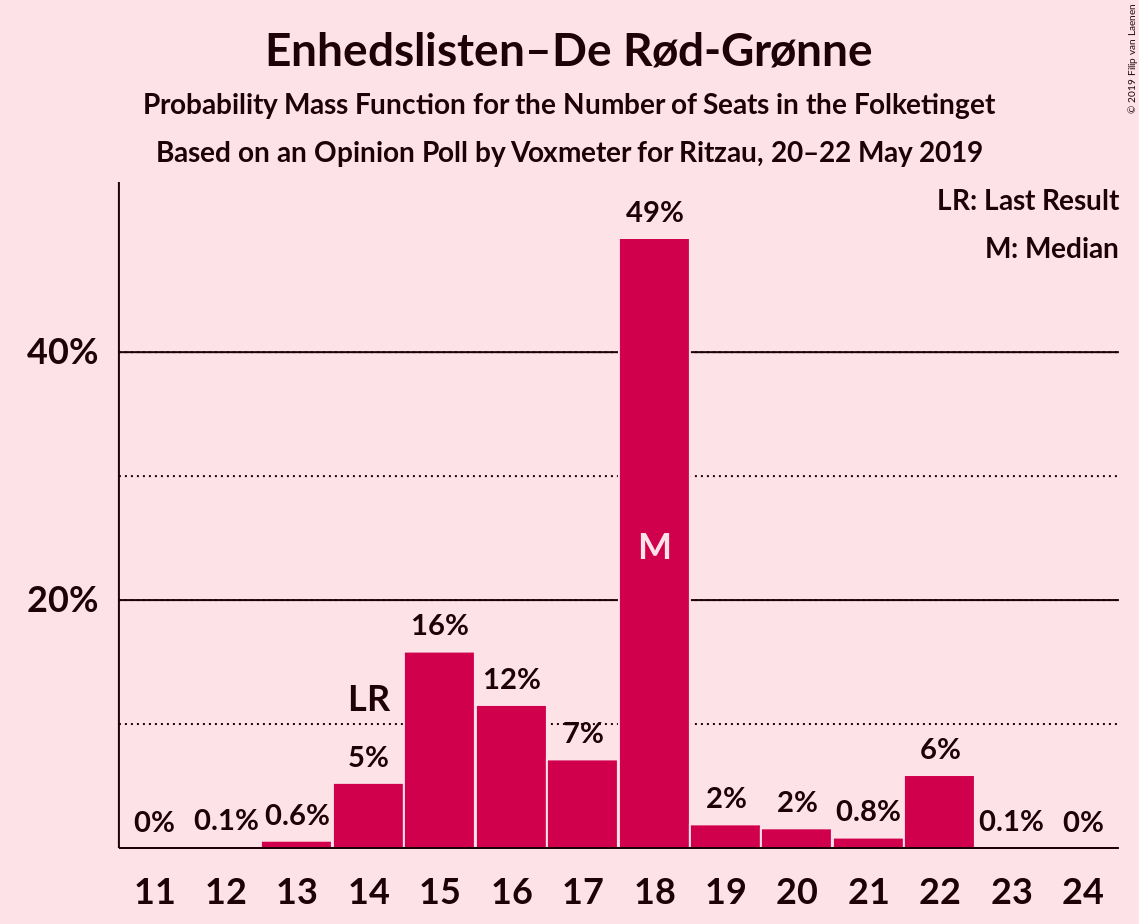 Enhedslisten–De Rød-Grønne
Probability Mass Function for the Number of Seats in the Folketinget
Based on an Opinion Poll by Voxmeter for Ritzau, 20–22 May 2019
© 2019 Filip van Laenen
LR: Last Result
M: Median
49%
40%
M
20%
16%
12%
LR
7%
5%
6%
2%
2%
0.8%
0%
0.1%
0.6%
0.1%
0%
11 12 13 14 15 16 17 18 19 20 21 22 23 24